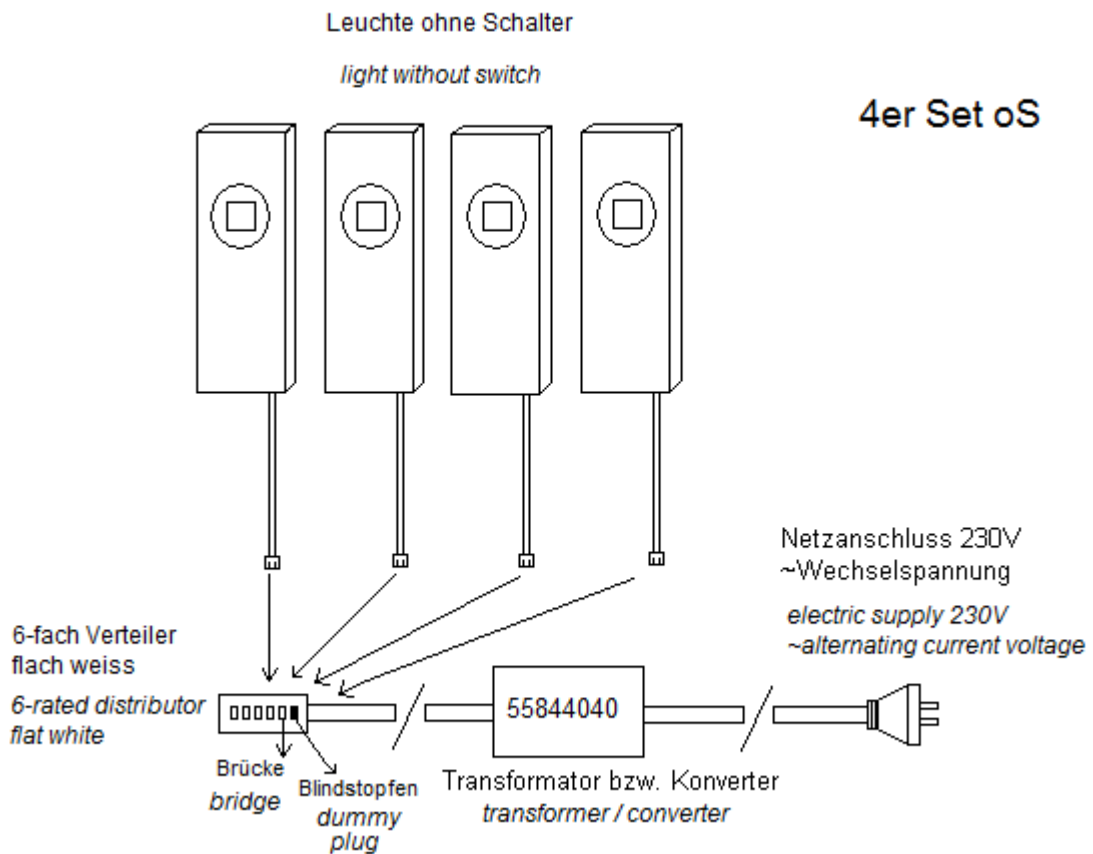 Leuchte ohne Schalter
light without switch
4er Set oS
Netzanschluss 230V
~Wechselspannung
electric supply 230V
~alternating current voltage
6-fach Verteiler
flach weiss
6-rated distributor
flat white
55844040
Brücke
bridge
Blindstopfen
dummy
plug
Transformator bzw. Konverter
transformer / converter